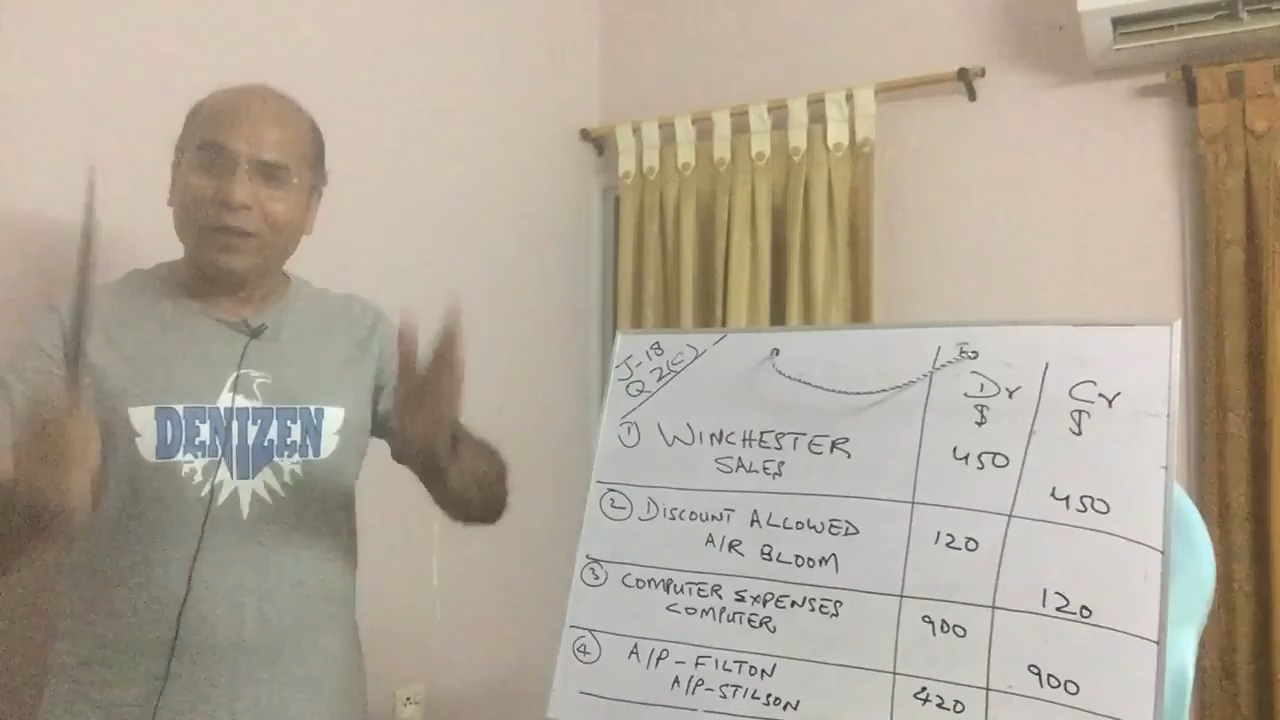 DENIZEN
J-18
Q2(C)
Dr Cr
$ $
① WINCHESTER 450
SALES 450
② DISCOUNT ALLOWED 120
A/R BLOOM 120
③ COMPUTER EXPENSES 900
COMPUTER 900
④ A/P-FILTON 420
A/P-STILSON